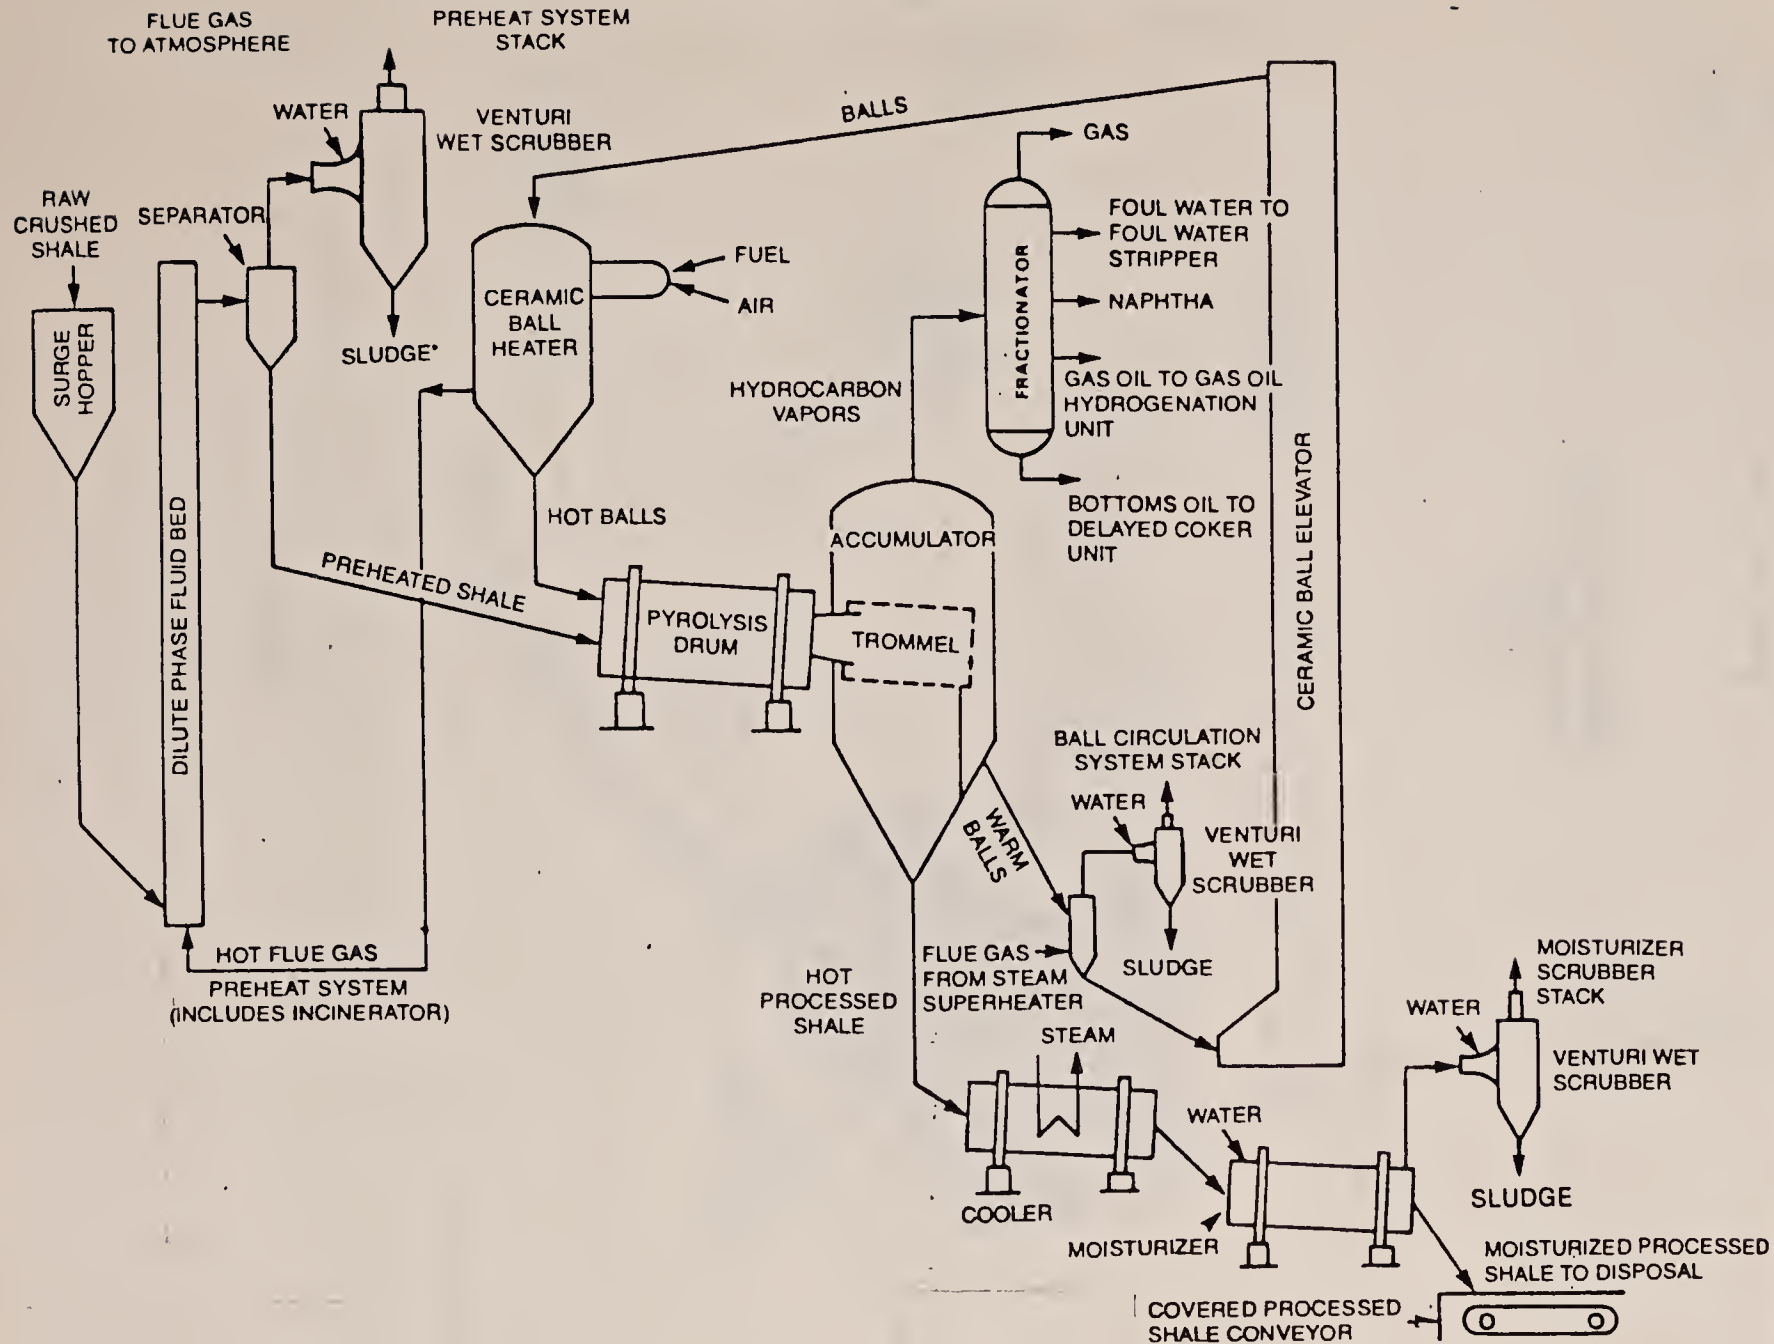 FLUE GAS
TO ATMOSPHERE
PREHEAT SYSTEM
STACK
WATER
VENTURI
WET SCRUBBER
BALLS
GAS
RAW
CRUSHED
SHALE
SEPARATOR
FOUL WATER TO
FOUL WATER
STRIPPER
FUEL
AIR
NAPHTHA
CERAMIC
BALL
HEATER
SURGE
HOPPER
SLUDGE*
FRACTIONATOR
HYDROCARBON
VAPORS
GAS OIL TO GAS OIL
HYDROGENATION
UNIT
BOTTOMS OIL TO
DELAYED COKER
UNIT
HOT BALLS
ACCUMULATOR
CERAMIC BALL ELEVATOR
DILUTE PHASE FLUID BED
PREHEATED SHALE
PYROLYSIS
DRUM
TROMMEL
BALL CIRCULATION
SYSTEM STACK
WATER
WARM
BALLS
VENTURI
WET
SCRUBBER
HOT FLUE GAS
PREHEAT SYSTEM
(INCLUDES INCINERATOR)
FLUE GAS
FROM STEAM
SUPERHEATER
SLUDGE
HOT
PROCESSED
SHALE
STEAM
MOISTURIZER
SCRUBBER
STACK
WATER
VENTURI WET
SCRUBBER
WATER
COOLER
SLUDGE
MOISTURIZER
MOISTURIZED PROCESSED
SHALE TO DISPOSAL
COVERED PROCESSED
SHALE CONVEYOR